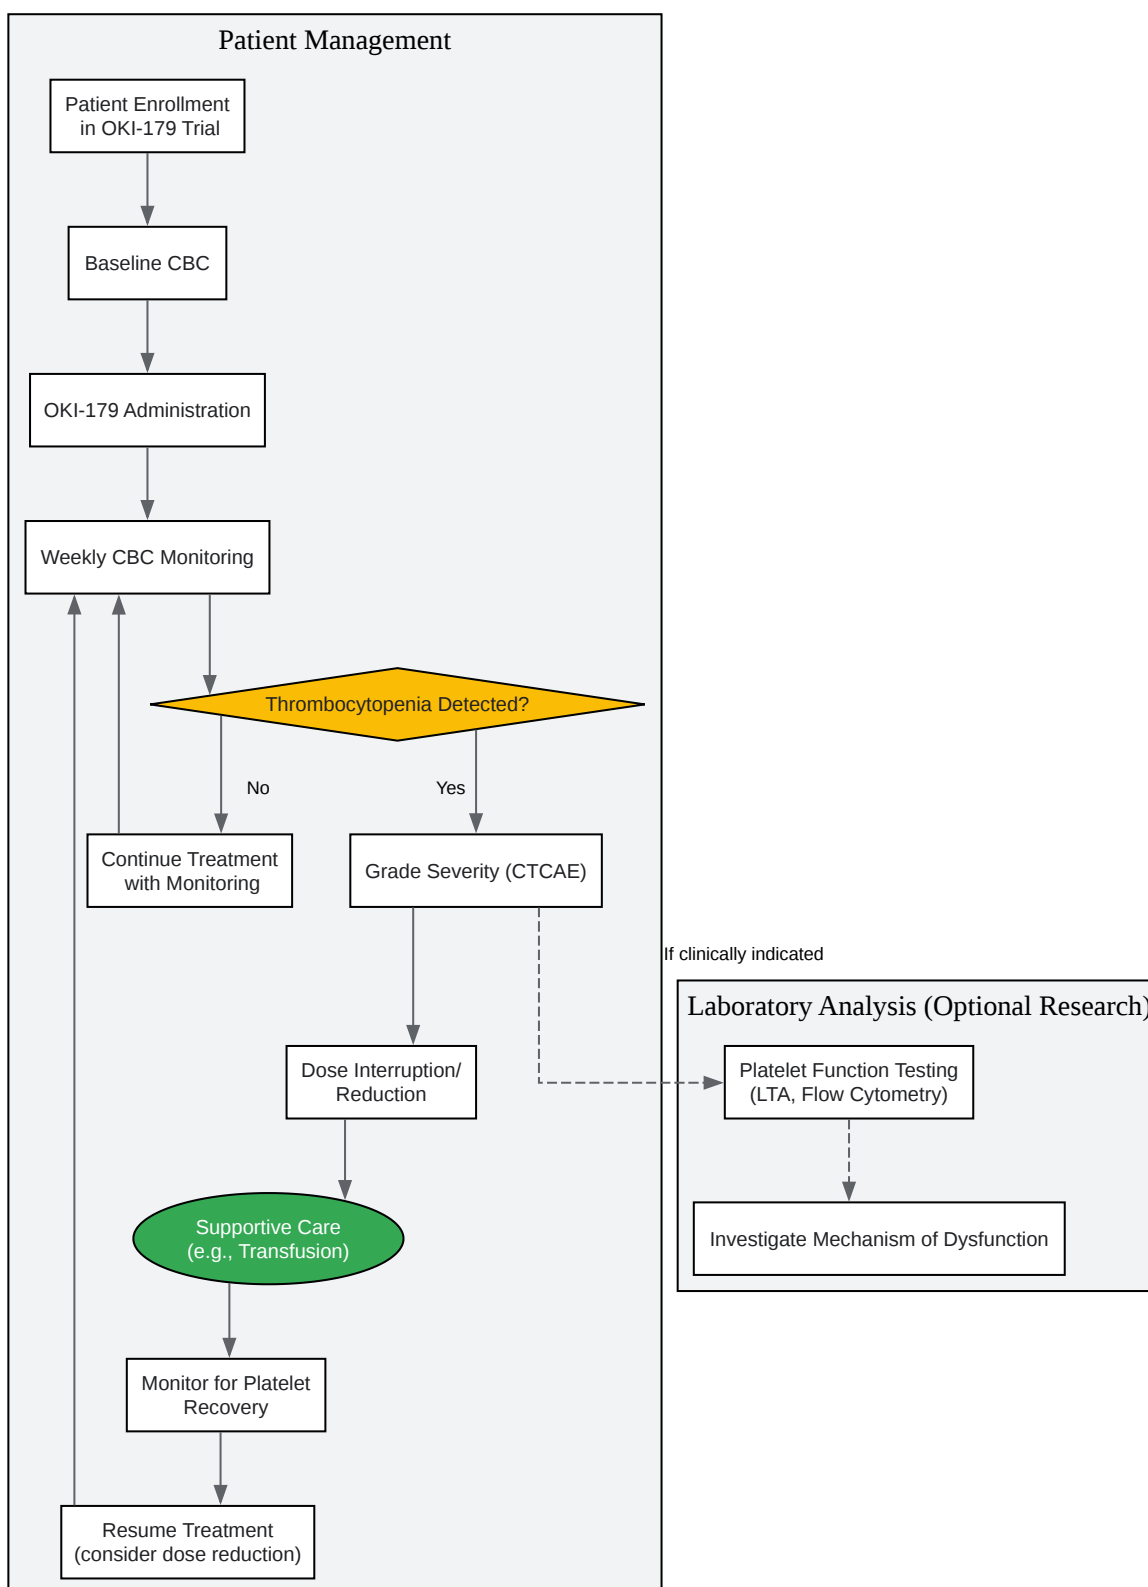 Patient Management
Patient Enrollment
in OKI-179 Trial
Baseline CBC
OKI-179 Administration
Weekly CBC Monitoring
Thrombocytopenia Detected?
No
Yes
Continue Treatment
with Monitoring
Grade Severity (CTCAE)
If clinically indicated
Laboratory Analysis (Optional Research)
Dose Interruption/
Reduction
Platelet Function Testing
(LTA, Flow Cytometry)
Supportive Care
(e.g., Transfusion)
Investigate Mechanism of Dysfunction
Monitor for Platelet
Recovery
Resume Treatment
(consider dose reduction)